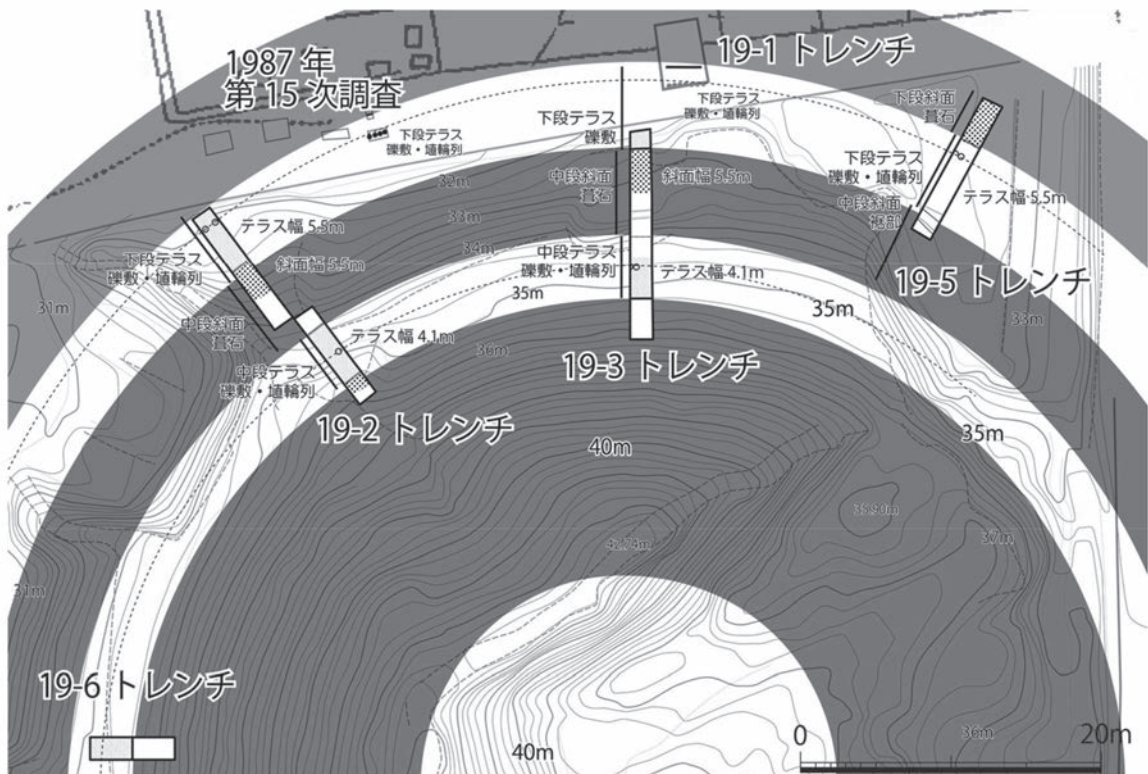 1987 年
第 15 次調査
19-1 トレンチ
下段テラス
礫敷・埴輪列
下段テラス
礫敷
下段テラス
礫敷・埴輪列
下段斜面
葺石
下段テラス
礫敷・埴輪列
中段斜面
裾部
テラス幅 5.5m
19-5 トレンチ
中段斜面
葺石
斜面幅 5.5m
中段テラス
礫敷・埴輪列
テラス幅 4.1m
19-3 トレンチ
テラス幅 5.5m
下段テラス
礫敷・埴輪列
斜面幅 5.5m
中段斜面
葺石
テラス幅 4.1m
中段テラス
礫敷・埴輪列
19-2 トレンチ
32m
33m
34m
35m
36m
31m
35m
33m
35m
40m
35.90m
42.74m
37m
31m
19-6 トレンチ
40m
36m
0
20m